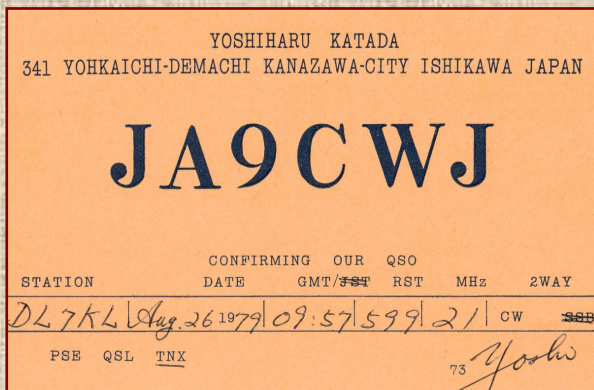 YOSHIHARU KATADA
341 YOHKAICHI-DEMACHI KANAZAWA-CITY ISHIKAWA JAPAN
JA9CWJ
CONFIRMING OUR QSO
STATION DATE GMT/JST RST MHz 2WAY
DL7KL Aug. 26 1979 09:57 599 21 CW SSB
PSE QSL TNX
73 Yoshi